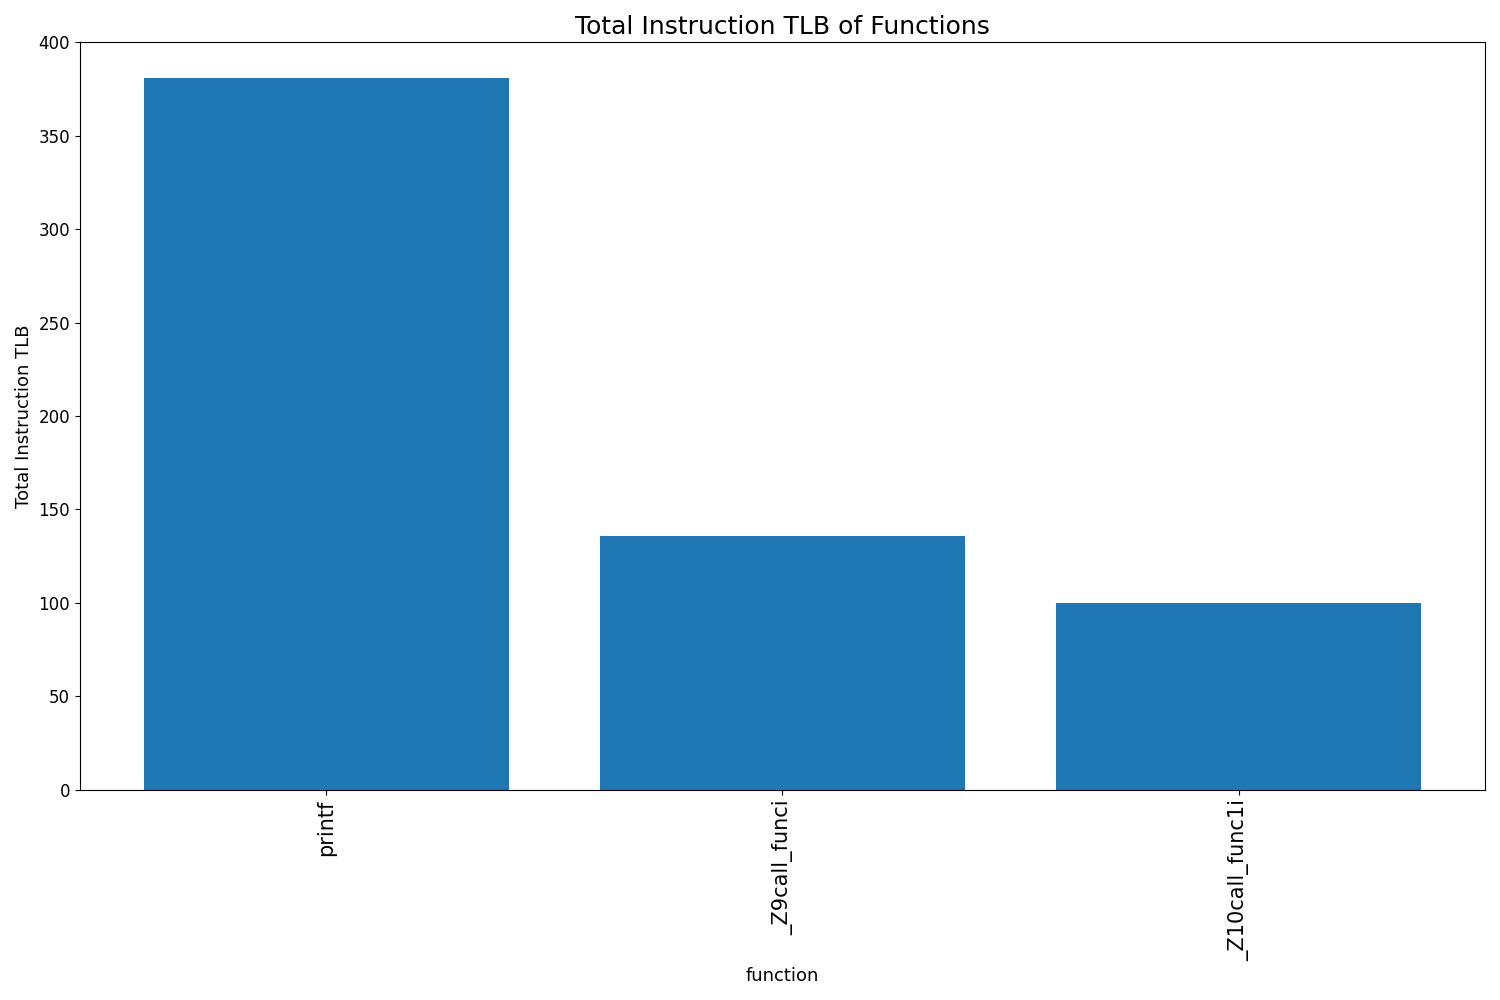 Total Instruction TLB of Functions
400
350
300
250
200
150
100
50
0
Total Instruction TLB
printf
_Z9call_funci
_Z10call_func1i
function